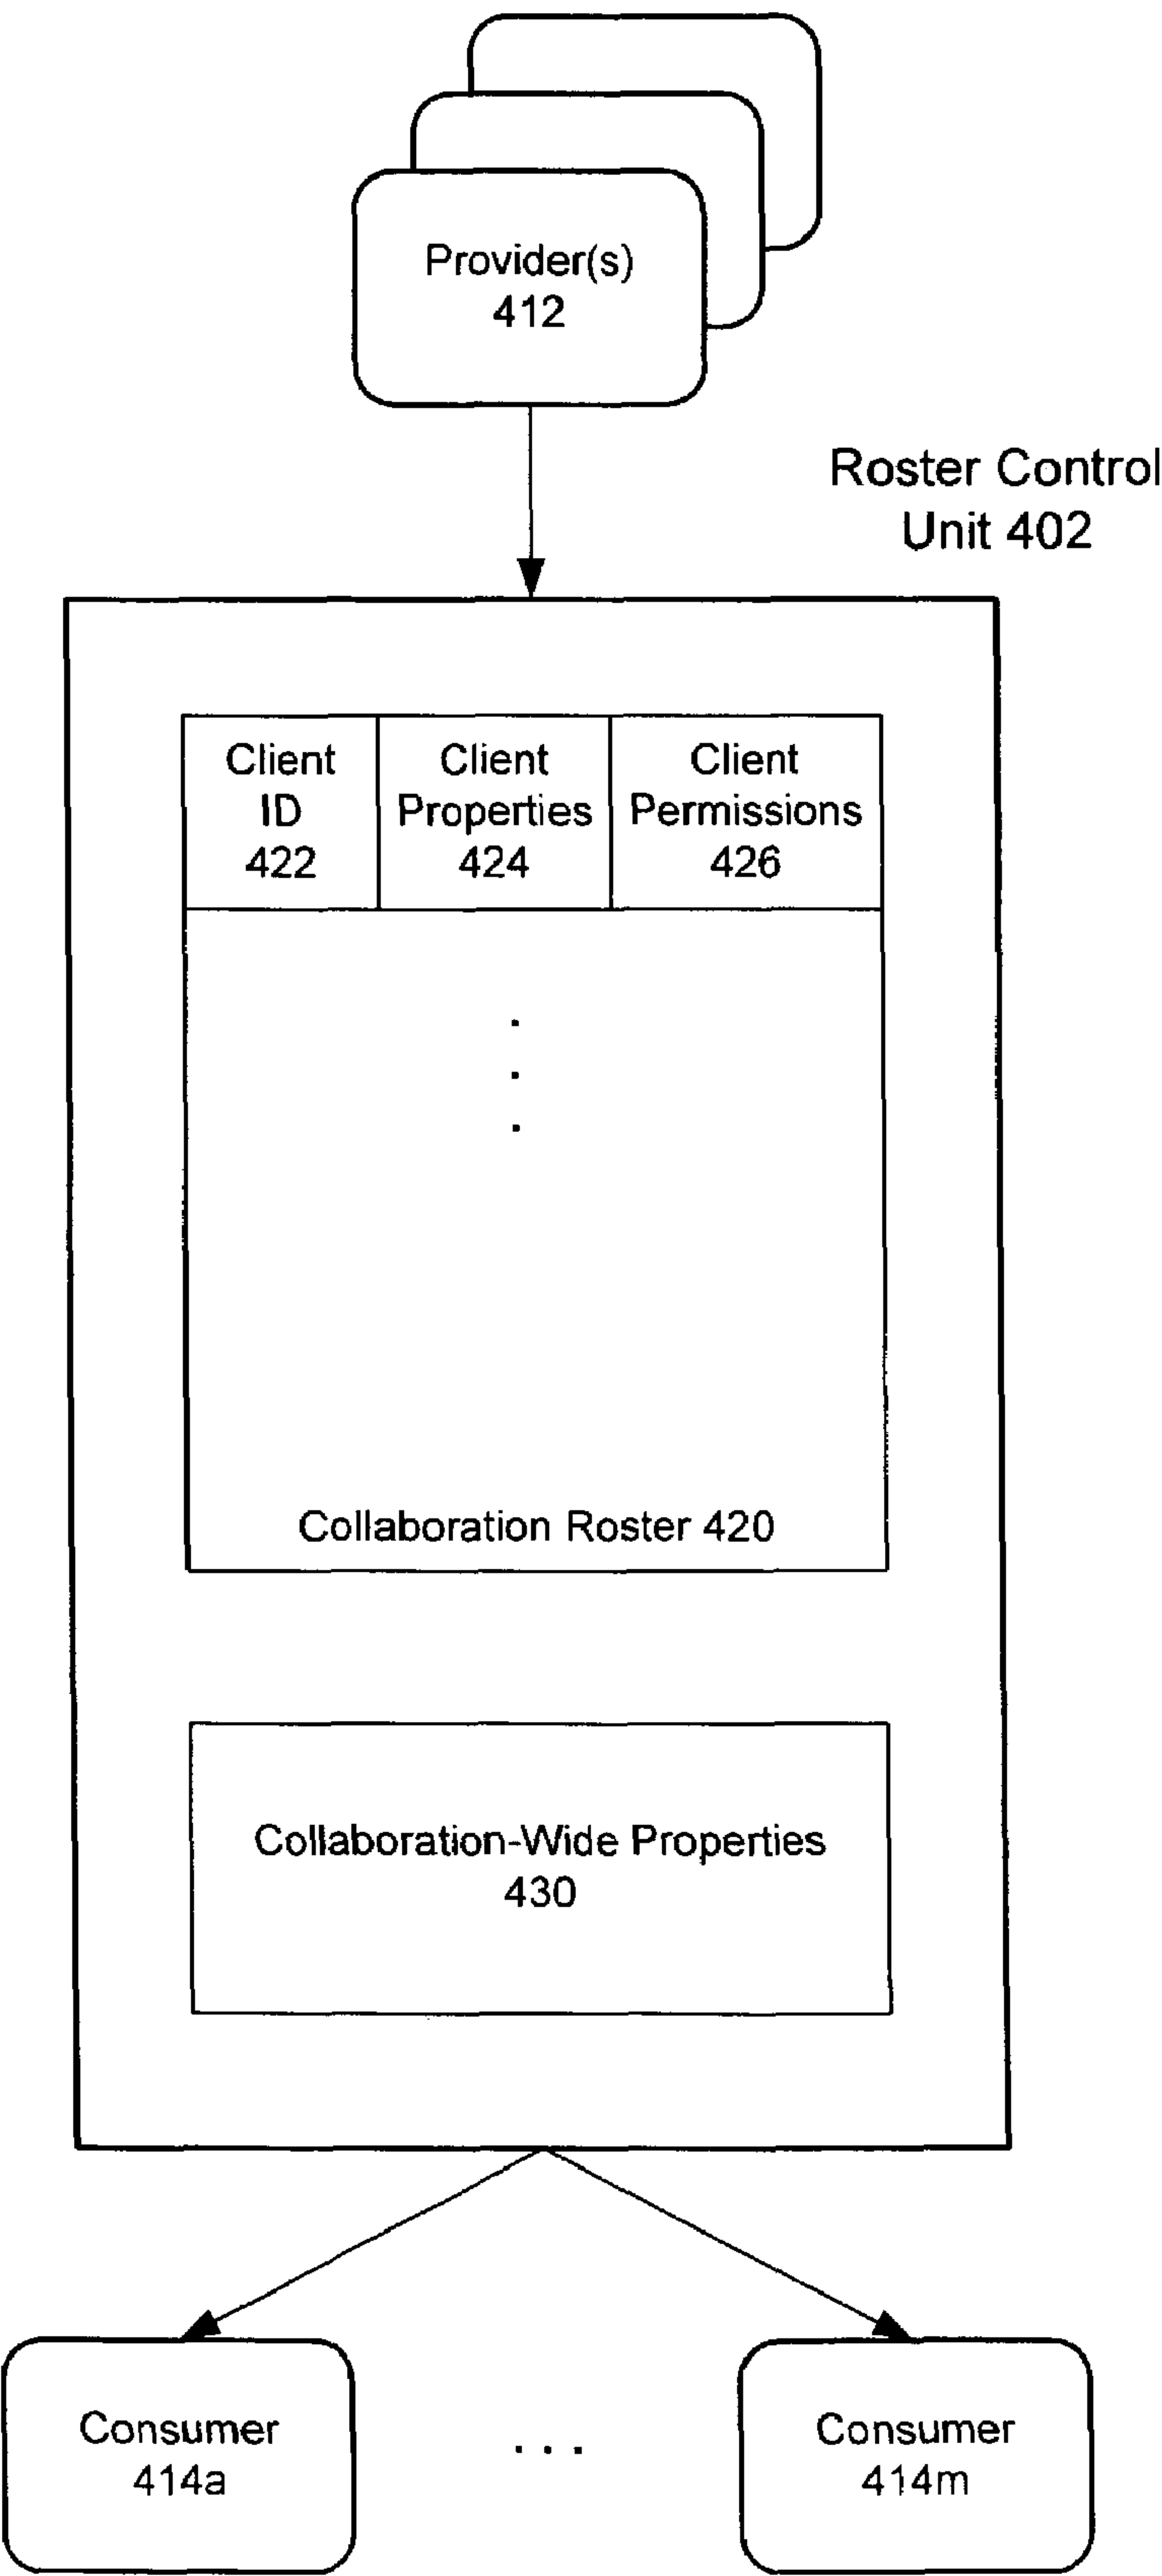 Provider(s)
412
Roster Control
Unit 402
Client
ID
422
Client
Properties
424
Client
Permissions
426
.
.
.
Collaboration Roster 420
Collaboration-Wide Properties
430
Consumer
414a
. . .
Consumer
414m